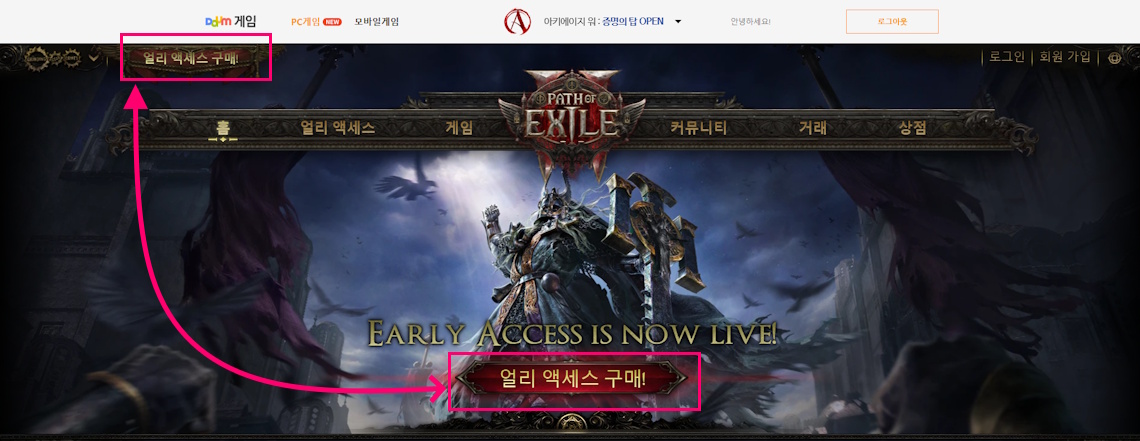 Daum 게임
PC게임 NEW 모바일게임
아키에이지 워 : 증명의 탑 OPEN
안녕하세요!
로그아웃
얼리 액세스 구매!
로그인 | 회원 가입 |
PATH OF
EXILE
홈 얼리 액세스 게임 커뮤니티 거래 상점
EARLY ACCESS IS NOW LIVE!
얼리 액세스 구매!